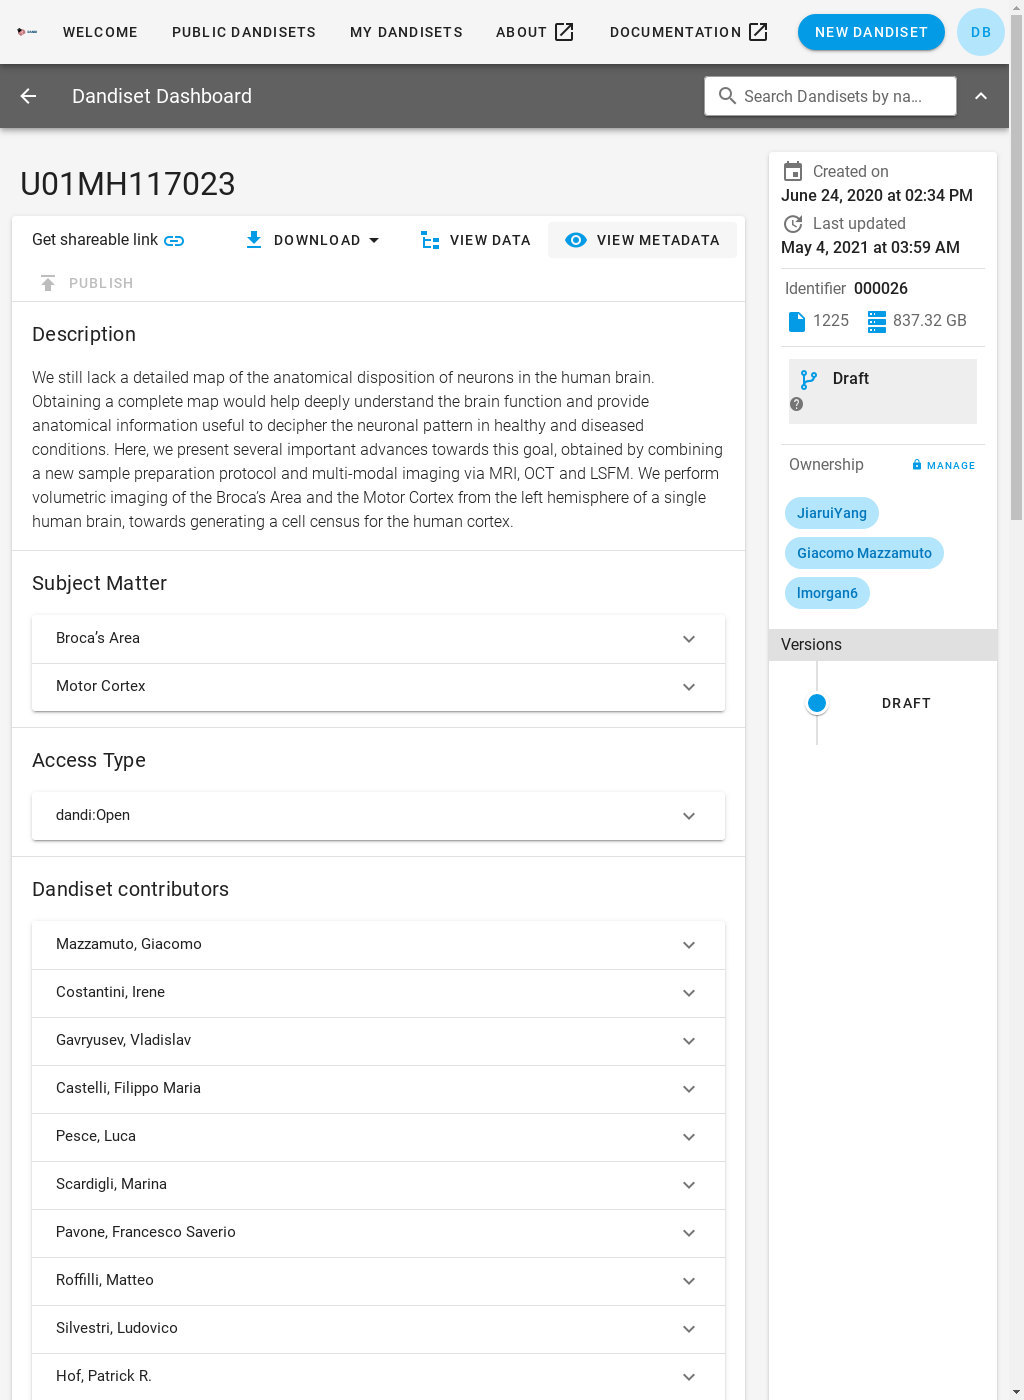 WELCOME
PUBLIC DANDISETS
MY DANDISETS
ABOUT
DOCUMENTATION
NEW DANDISET
DB
Dandiset Dashboard
Search Dandisets by na...
U01MH117023
Get shareable link
DOWNLOAD
VIEW DATA
VIEW METADATA
PUBLISH
Description
We still lack a detailed map of the anatomical disposition of neurons in the human brain.
Obtaining a complete map would help deeply understand the brain function and provide
anatomical information useful to decipher the neuronal pattern in healthy and diseased
conditions. Here, we present several important advances towards this goal, obtained by combining
a new sample preparation protocol and multi-modal imaging via MRI, OCT and LSFM. We perform
volumetric imaging of the Broca’s Area and the Motor Cortex from the left hemisphere of a single
human brain, towards generating a cell census for the human cortex.
Subject Matter
Broca’s Area
Motor Cortex
Access Type
dandi:Open
Dandiset contributors
Mazzamuto, Giacomo
Costantini, Irene
Gavryusev, Vladislav
Castelli, Filippo Maria
Pesce, Luca
Scardigli, Marina
Pavone, Francesco Saverio
Roffilli, Matteo
Silvestri, Ludovico
Hof, Patrick R.
Created on
June 24, 2020 at 02:34 PM
Last updated
May 4, 2021 at 03:59 AM
Identifier 000026
1225
837.32 GB
Draft
Ownership
MANAGE
JiaruiYang
Giacomo Mazzamuto
lmorgan6
Versions
DRAFT